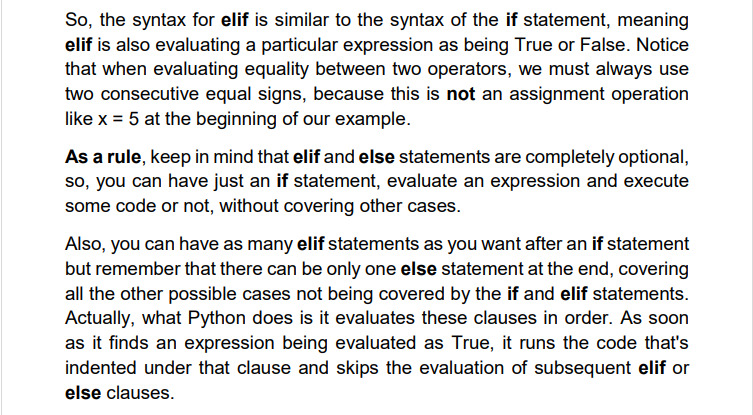 So, the syntax for elif is similar to the syntax of the if statement, meaning
elif is also evaluating a particular expression as being True or False. Notice
that when evaluating equality between two operators, we must always use
two consecutive equal signs, because this is not an assignment operation
like x = 5 at the beginning of our example.
As a rule, keep in mind that elif and else statements are completely optional,
so, you can have just an if statement, evaluate an expression and execute
some code or not, without covering other cases.
Also, you can have as many elif statements as you want after an if statement
but remember that there can be only one else statement at the end, covering
all the other possible cases not being covered by the if and elif statements.
Actually, what Python does is it evaluates these clauses in order. As soon
as it finds an expression being evaluated as True, it runs the code that's
indented under that clause and skips the evaluation of subsequent elif or
else clauses.